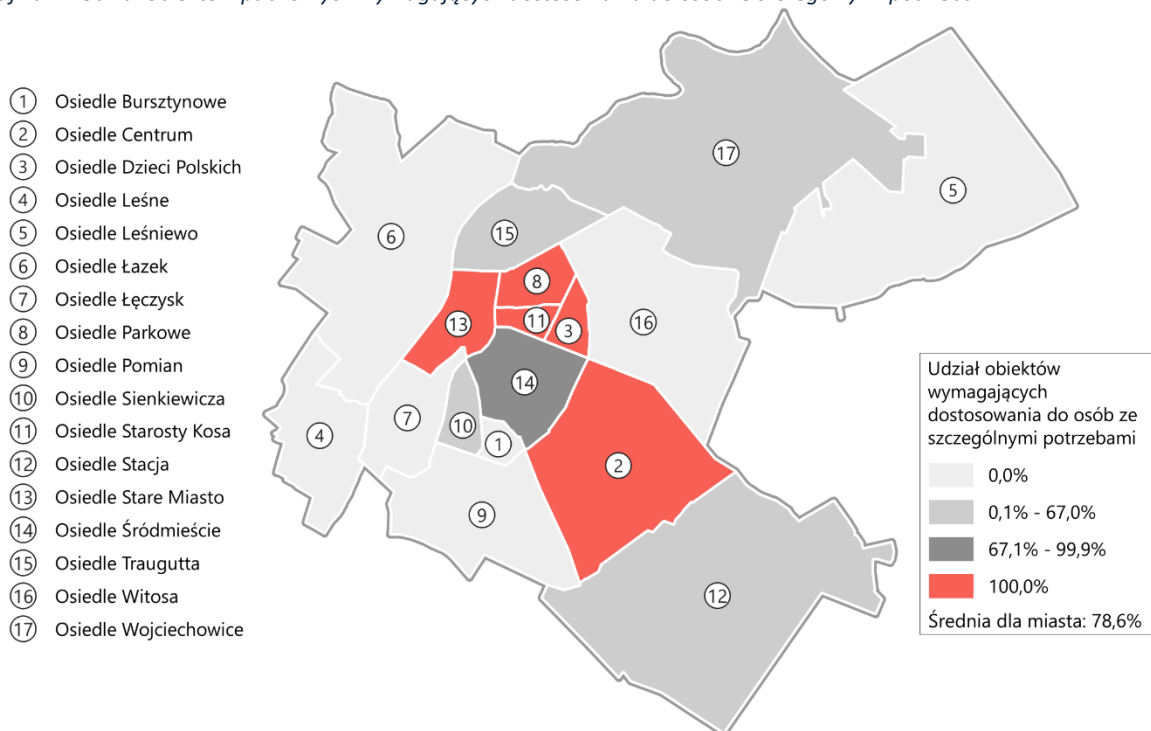 1 Osiedle Bursztynowe
2 Osiedle Centrum
3 Osiedle Dzieci Polskich
4 Osiedle Leśne
5 Osiedle Leśniewo
6 Osiedle Łazek
7 Osiedle Łęczysk
8 Osiedle Parkowe
9 Osiedle Pomian
10 Osiedle Sienkiewicza
11 Osiedle Starosty Kosa
12 Osiedle Stacja
13 Osiedle Stare Miasto
14 Osiedle Śródmieście
15 Osiedle Traugutta
16 Osiedle Witosa
17 Osiedle Wojciechowice
17
5
6
15
8
11
3
13
16
14
7
10
1
4
2
9
12
Udział obiektów
wymagających
dostosowania do osób ze
szczególnymi potrzebami
0,0%
0,1% - 67,0%
67,1% - 99,9%
100,0%
Średnia dla miasta: 78,6%